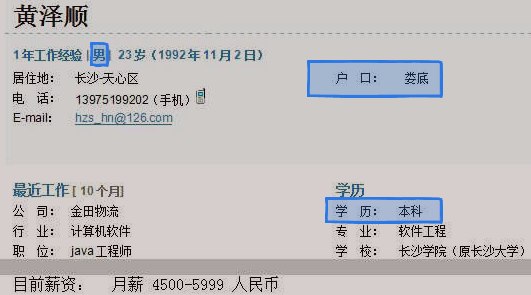 黄泽顺
1年工作经验 | 男 | 23岁（1992年11月2日）
居住地： 长沙-天心区 户 口： 娄底
电 话： 13975199202（手机）
E-mail： hzs_hn@126.com
最近工作 [ 10个月] 学历
公 司： 金田物流 学 历： 本科
行 业： 计算机软件 专 业： 软件工程
职 位： java工程师 学 校： 长沙学院（原长沙大学）
目前薪资： 月薪 4500-5999 人民币